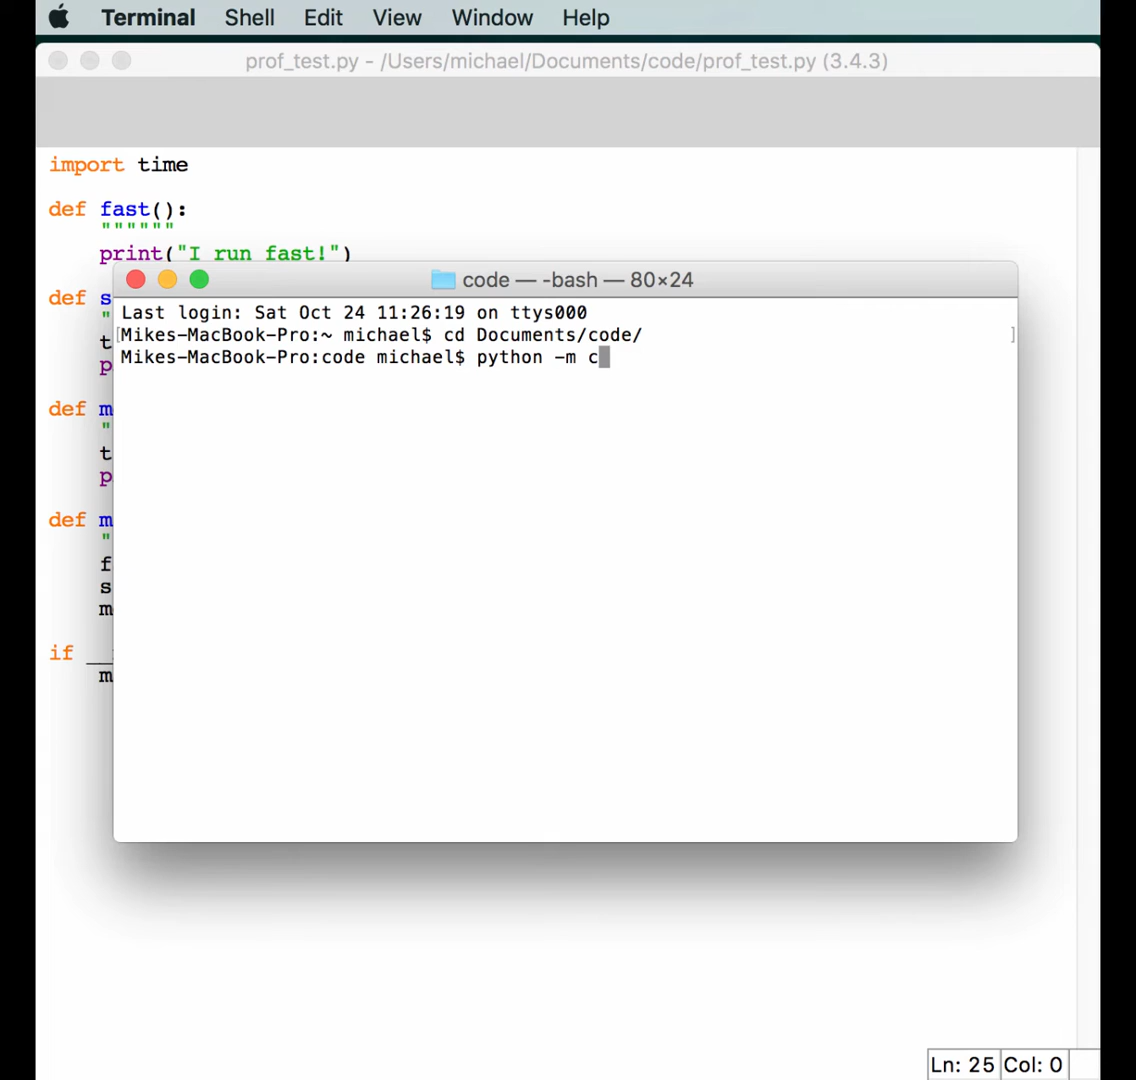 Terminal Shell Edit View Window Help
prof_test.py - /Users/michael/Documents/code/prof_test.py (3.4.3)
import time
def fast():
""""""
print("I run fast!")
code — -bash — 80×24
Last login: Sat Oct 24 11:26:19 on ttys000
[Mikes-MacBook-Pro:~ michael$ cd Documents/code/ ]
Mikes-MacBook-Pro:code michael$ python -m c
def s
"
t
p
def m
"
t
p
def m
"
f
s
m
if __
m
Ln: 25 Col: 0